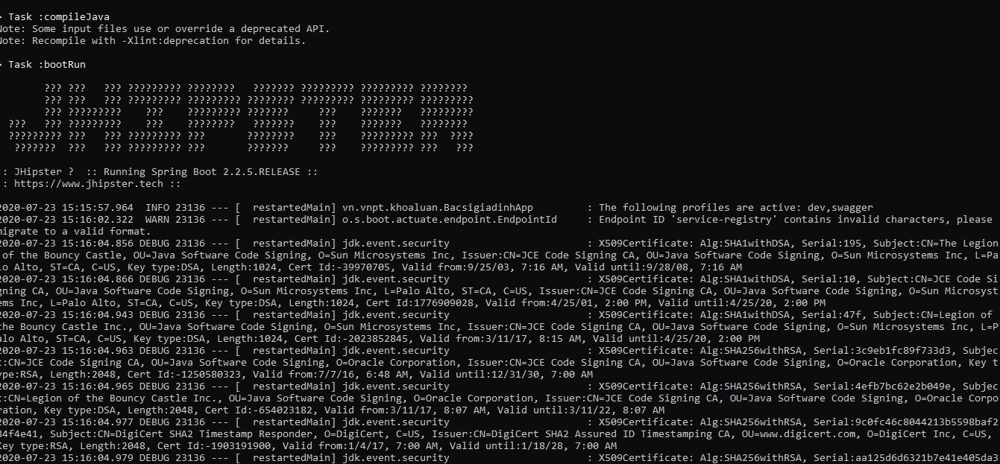 > Task :compileJava
Note: Some input files use or override a deprecated API.
Note: Recompile with -Xlint:deprecation for details.
> Task :bootRun
      ??? ???   ??? ????????? ????????   ??????? ????????? ????????? ????????
      ??? ???   ??? ????????? ????????? ???????? ????????? ????????? ?????????
      ??? ?????????    ???    ????????? ???????     ???    ???????   ?????????
???   ??? ?????????    ???    ????????   ???????    ???    ???????   ????????
????????? ???   ??? ????????? ???       ????????    ???    ????????? ???  ????
 ???????  ???   ??? ????????? ???       ???????     ???    ????????? ???   ???
:: JHipster ?  :: Running Spring Boot 2.2.5.RELEASE ::
:: https://www.jhipster.tech ::
2020-07-23 15:15:57.964  INFO 23136 --- [  restartedMain] vn.vnpt.khoaluan.BacsigiadinhApp         : The following profiles are active: dev,swagger
2020-07-23 15:16:02.322  WARN 23136 --- [  restartedMain] o.s.boot.actuate.endpoint.EndpointId     : Endpoint ID 'service-registry' contains invalid characters, please
migrate to a valid format.
2020-07-23 15:16:04.856 DEBUG 23136 --- [  restartedMain] jdk.event.security                       : X509Certificate: Alg:SHA1withDSA, Serial:195, Subject:CN=The Legion
of the Bouncy Castle, OU=Java Software Code Signing, O=Sun Microsystems Inc, Issuer:CN=JCE Code Signing CA, OU=Java Software Code Signing, O=Sun Microsystems Inc, L=Pa
lo Alto, ST=CA, C=US, Key type:DSA, Length:1024, Cert Id:-39970705, Valid from:9/25/03, 7:16 AM, Valid until:9/28/08, 7:16 AM
2020-07-23 15:16:04.866 DEBUG 23136 --- [  restartedMain] jdk.event.security                       : X509Certificate: Alg:SHA1withDSA, Serial:10, Subject:CN=JCE Code Si
gning CA, OU=Java Software Code Signing, O=Sun Microsystems Inc, L=Palo Alto, ST=CA, C=US, Issuer:CN=JCE Code Signing CA, OU=Java Software Code Signing, O=Sun Microsyst
ems Inc, L=Palo Alto, ST=CA, C=US, Key type:DSA, Length:1024, Cert Id:1776909028, Valid from:4/25/01, 2:00 PM, Valid until:4/25/20, 2:00 PM
2020-07-23 15:16:04.943 DEBUG 23136 --- [  restartedMain] jdk.event.security                       : X509Certificate: Alg:SHA1withDSA, Serial:47f, Subject:CN=Legion of
the Bouncy Castle Inc., OU=Java Software Code Signing, O=Sun Microsystems Inc, Issuer:CN=JCE Code Signing CA, OU=Java Software Code Signing, O=Sun Microsystems Inc, L=P
alo Alto, ST=CA, C=US, Key type:DSA, Length:1024, Cert Id:-2023852845, Valid from:3/11/17, 8:15 AM, Valid until:4/25/20, 2:00 PM
2020-07-23 15:16:04.963 DEBUG 23136 --- [  restartedMain] jdk.event.security                       : X509Certificate: Alg:SHA256withRSA, Serial:3c9eb1fc89f733d3, Subjec
t:CN=JCE Code Signing CA, OU=Java Software Code Signing, O=Oracle Corporation, Issuer:CN=JCE Code Signing CA, OU=Java Software Code Signing, O=Oracle Corporation, Key t
ype:RSA, Length:2048, Cert Id:-1250580323, Valid from:7/7/16, 6:48 AM, Valid until:12/31/30, 7:00 AM
2020-07-23 15:16:04.965 DEBUG 23136 --- [  restartedMain] jdk.event.security                       : X509Certificate: Alg:SHA256withRSA, Serial:4efb7bc62e2b049e, Subjec
t:CN=Legion of the Bouncy Castle Inc., OU=Java Software Code Signing, O=Oracle Corporation, Issuer:CN=JCE Code Signing CA, OU=Java Software Code Signing, O=Oracle Corpo
ration, Key type:DSA, Length:2048, Cert Id:-654023182, Valid from:3/11/17, 8:07 AM, Valid until:3/11/22, 8:07 AM
2020-07-23 15:16:04.977 DEBUG 23136 --- [  restartedMain] jdk.event.security                       : X509Certificate: Alg:SHA256withRSA, Serial:9c0fc46c8044213b5598baf2
84f4e41, Subject:CN=DigiCert SHA2 Timestamp Responder, O=DigiCert, C=US, Issuer:CN=DigiCert SHA2 Assured ID Timestamping CA, OU=www.digicert.com, O=DigiCert Inc, C=US,
Key type:RSA, Length:2048, Cert Id:-1903191900, Valid from:1/4/17, 7:00 AM, Valid until:1/18/28, 7:00 AM
2020-07-23 15:16:04.979 DEBUG 23136 --- [  restartedMain] jdk.event.security                       : X509Certificate: Alg:SHA256withRSA, Serial:aa125d6d6321b7e41e405da3